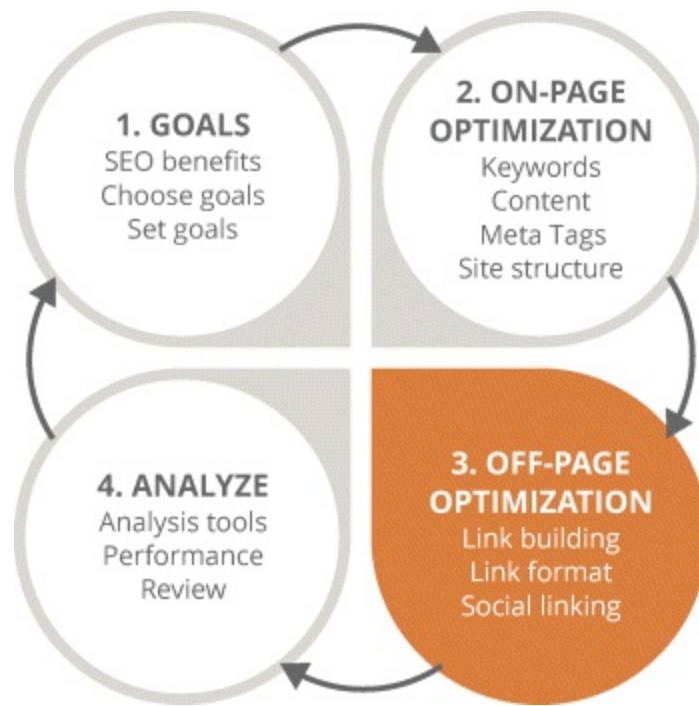 1. GOALS
SEO benefits
Choose goals
Set goals
2. ON-PAGE
OPTIMIZATION
Keywords
Content
Meta Tags
Site structure
3. OFF-PAGE
OPTIMIZATION
Link building
Link format
Social linking
4. ANALYZE
Analysis tools
Performance
Review